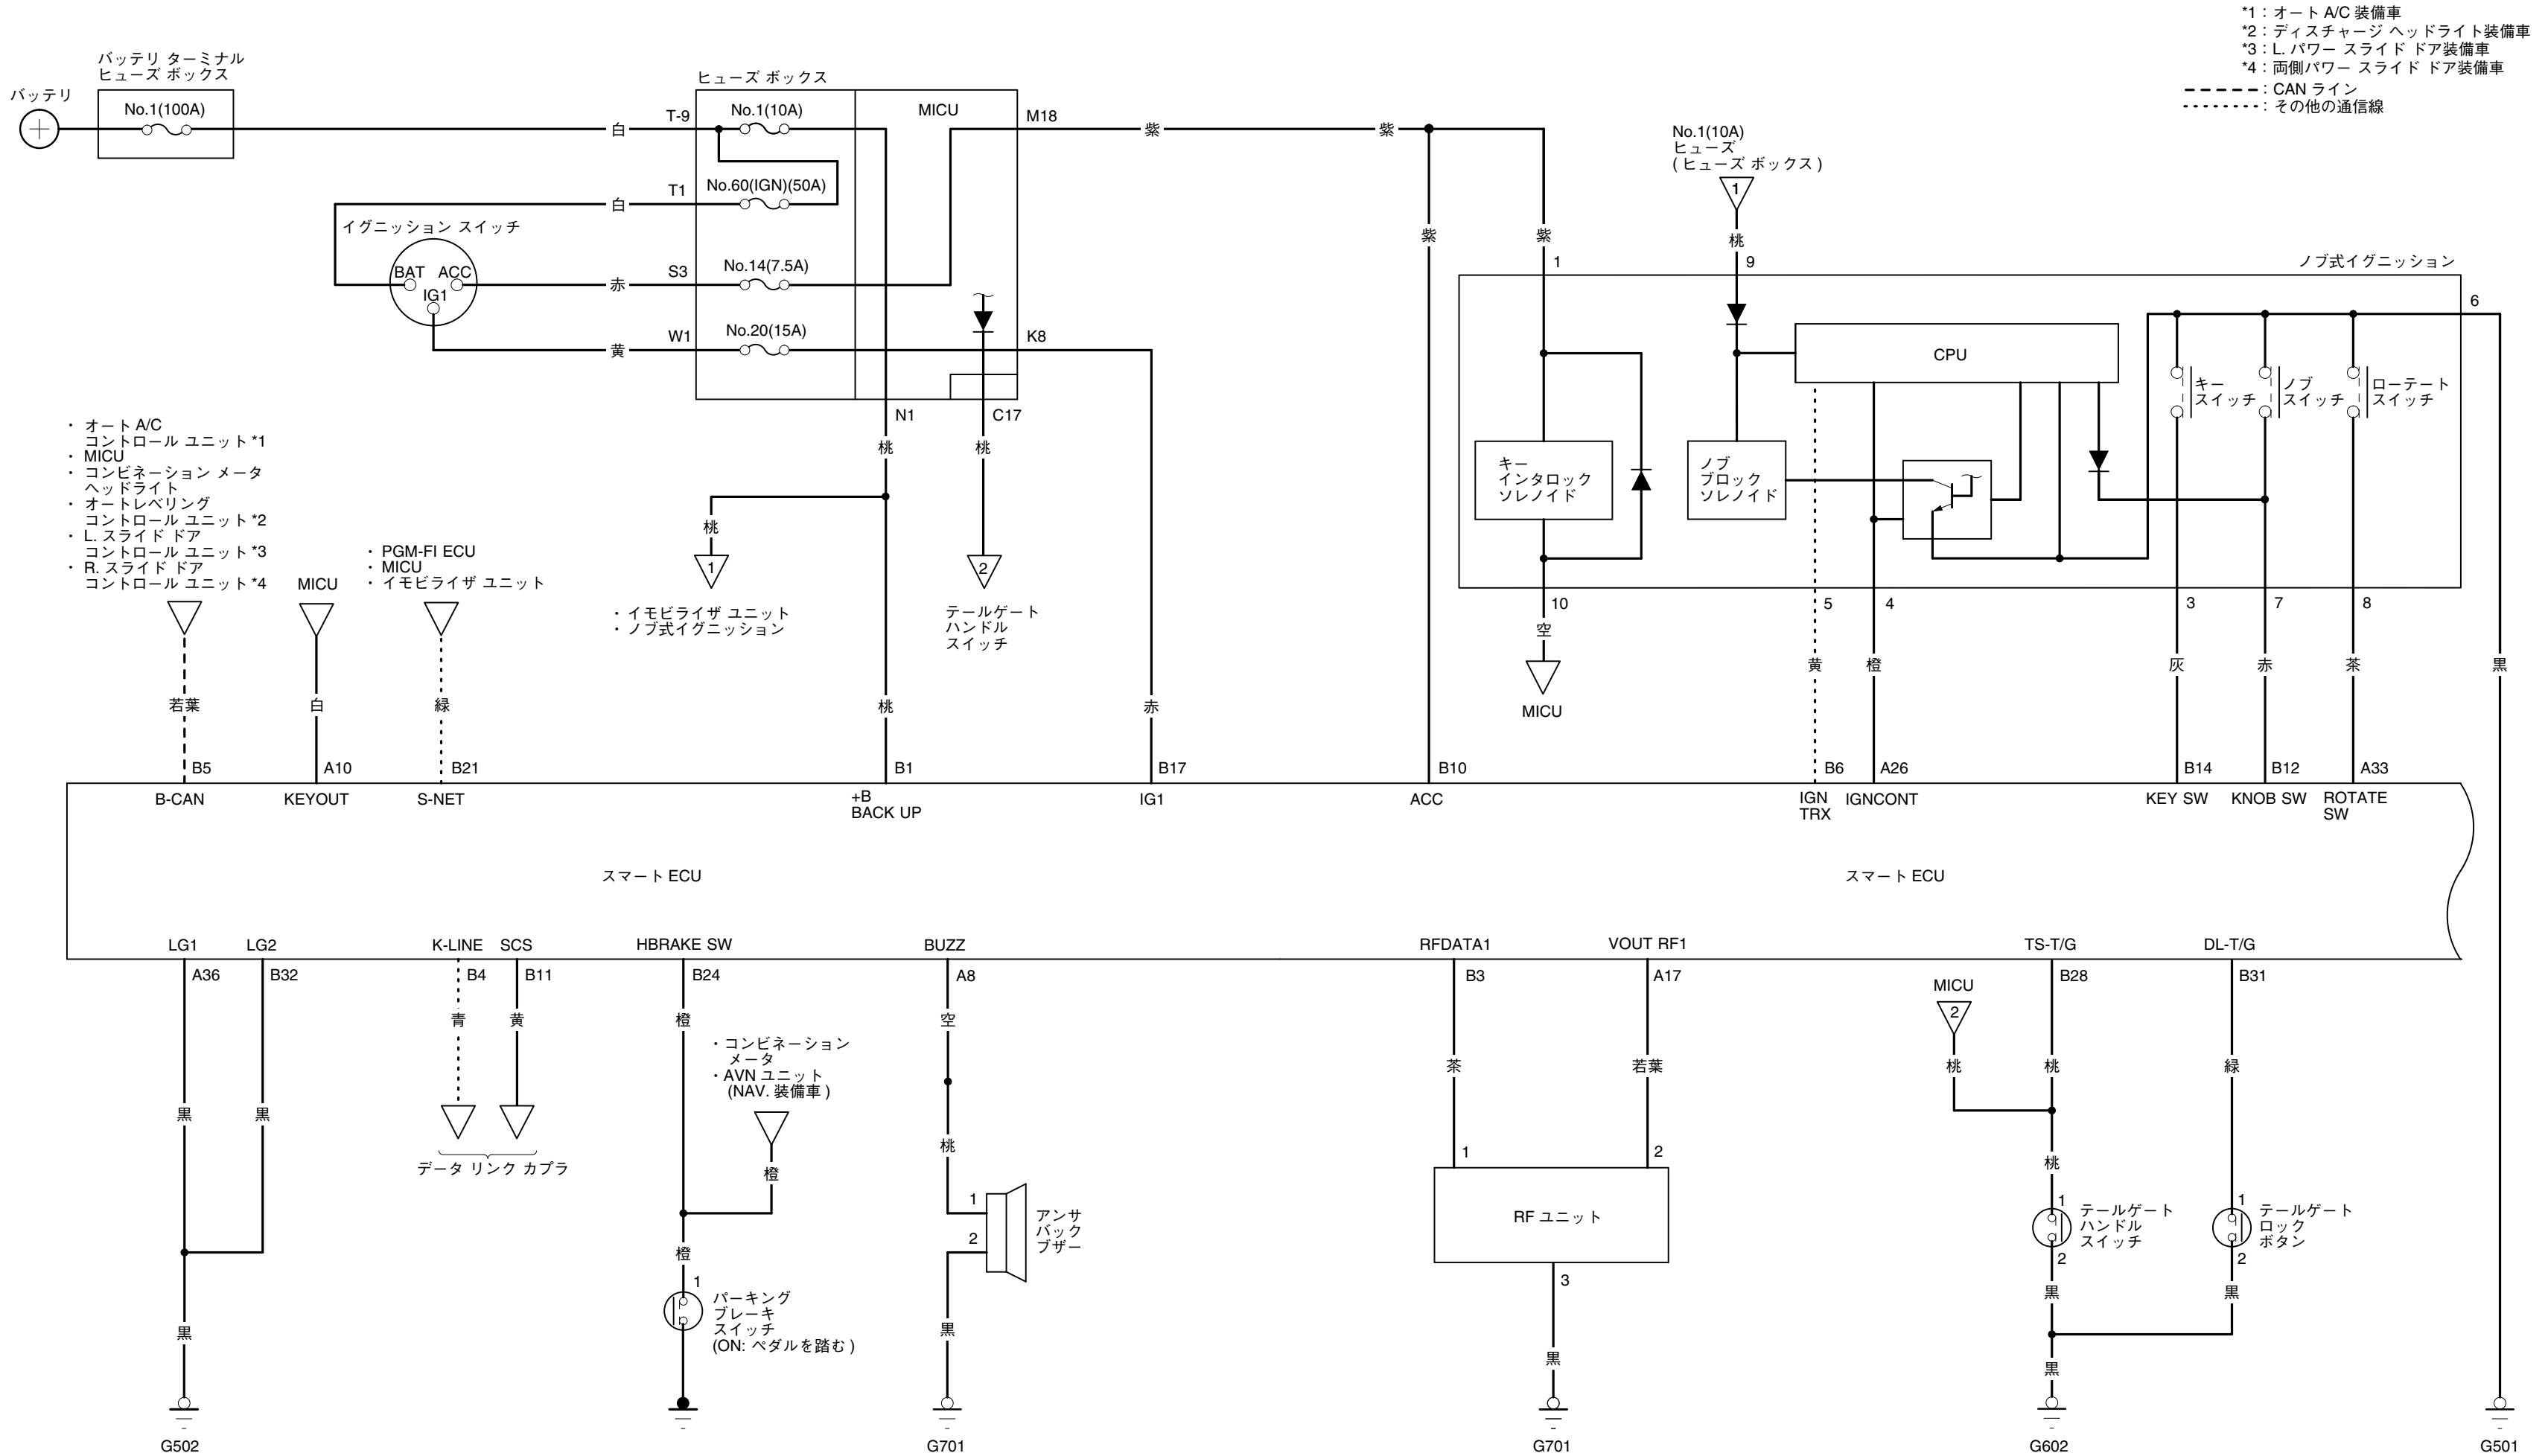 *1 : オート A/C 装備車
*2 : ディスチャージ ヘッドライト装備車
*3 : L. パワー スライド ドア装備車
*4 : 両側パワー スライド ドア装備車
: CAN ライン
: その他の通信線
バッテリ ターミナル
ヒューズ ボックス
バッテリ
No.1(100A)
白
ヒューズ ボックス
T-9
No.1(10A)
MICU
M18
紫
紫
T1
No.60(IGN)(50A)
白
イグニッション スイッチ
BAT
ACC
IG1
赤
S3
No.14(7.5A)
黄
W1
No.20(15A)
K8
N1
C17
桃
桃
桃
1
・ イモビライザ ユニット
・ ノブ式イグニッション
2
テールゲート
ハンドル
スイッチ
桃
赤
紫
紫
No.1(10A)
ヒューズ
( ヒューズ ボックス )
1
桃
1
9
ノブ式イグニッション
6
CPU
キー
スイッチ
ノブ
スイッチ
ローテート
スイッチ
キー
インタロック
ソレノイド
ノブ
ブロック
ソレノイド
10
5
4
3
7
8
空
MICU
黄
橙
灰
赤
茶
黒
・ オート A/C
コントロール ユニット *1
・ MICU
・ コンビネーション メータ
ヘッドライト
・ オートレベリング
コントロール ユニット *2
・ L. スライド ドア
コントロール ユニット *3
・ R. スライド ドア
コントロール ユニット *4
MICU
・ PGM-FI ECU
・ MICU
・ イモビライザ ユニット
若葉
白
緑
B5
A10
B21
B1
B17
B10
B6
A26
B14
B12
A33
B-CAN
KEYOUT
S-NET
+B
BACK UP
IG1
ACC
IGN
TRX
IGNCONT
KEY SW
KNOB SW
ROTATE
SW
スマート ECU
スマート ECU
LG1
LG2
K-LINE
SCS
HBRAKE SW
BUZZ
RFDATA1
VOUT RF1
TS-T/G
DL-T/G
A36
B32
B4
B11
B24
A8
B3
A17
B28
B31
黒
黒
黒
G502
青
黄
データ リンク カプラ
橙
・コンビネーション
メータ
・AVN ユニット
(NAV. 装備車 )
橙
橙
1
パーキング
ブレーキ
スイッチ
(ON: ペダルを踏む )
空
桃
1
2
アンサ
バック
ブザー
黒
G701
茶
若葉
1
2
RF ユニット
3
黒
G701
MICU
2
桃
桃
桃
緑
1
テールゲート
ハンドル
スイッチ
2
1
テールゲート
ロック
ボタン
2
黒
黒
黒
G602
G501